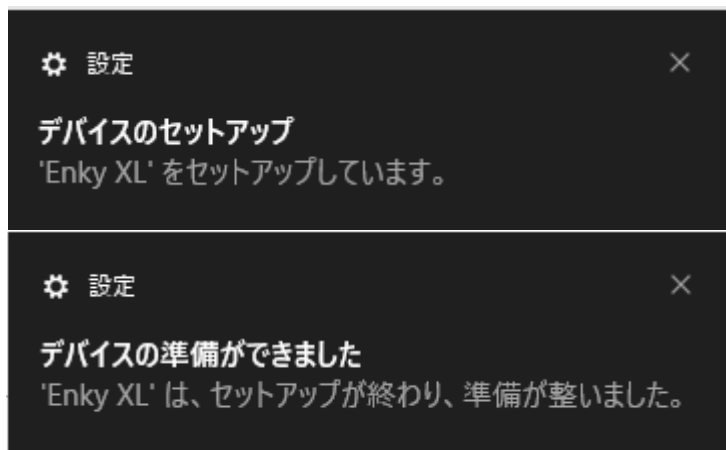 設定
デバイスのセットアップ
'Enky XL' をセットアップしています。
設定
デバイスの準備ができました
'Enky XL' は、セットアップが終わり、準備が整いました。